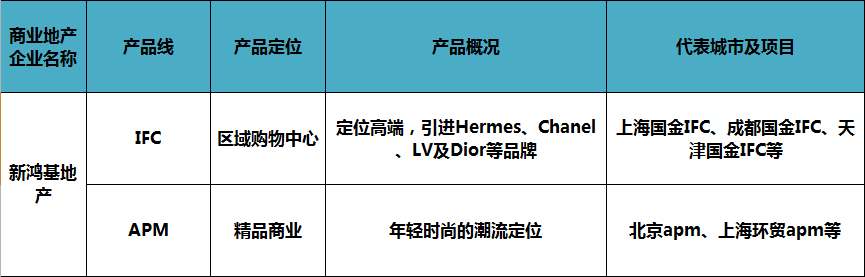 商业地产
企业名称
产品线
产品定位
产品概况
代表城市及项目
新鸿基地
产
IFC
区域购物中心
定位高端，引进Hermes、Chanel
、LV及Dior等品牌
上海国金IFC、成都国金IFC、天
津国金IFC等
APM
精品商业
年轻时尚的潮流定位
北京apm、上海环贸apm等